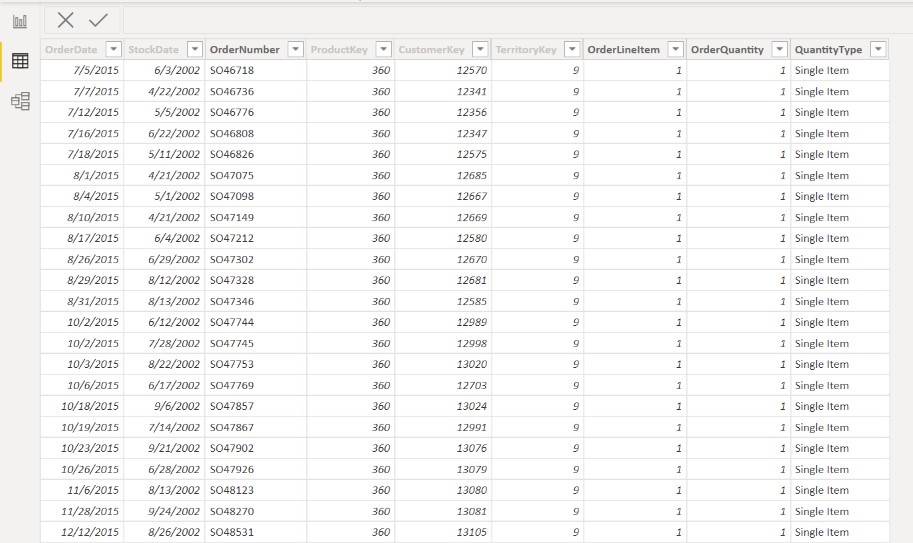 OrderDate StockDate OrderNumber ProductKey CustomerKey TerritoryKey OrderLineItem OrderQuantity QuantityType
7/5/2015 6/3/2002 SO46718 360 12570 9 1 1 Single Item
7/7/2015 4/22/2002 SO46736 360 12341 9 1 1 Single Item
7/12/2015 5/5/2002 SO46776 360 12356 9 1 1 Single Item
7/16/2015 6/22/2002 SO46808 360 12347 9 1 1 Single Item
7/18/2015 5/11/2002 SO46826 360 12575 9 1 1 Single Item
8/1/2015 4/21/2002 SO47075 360 12685 9 1 1 Single Item
8/4/2015 5/1/2002 SO47098 360 12667 9 1 1 Single Item
8/10/2015 4/21/2002 SO47149 360 12669 9 1 1 Single Item
8/17/2015 6/4/2002 SO47212 360 12580 9 1 1 Single Item
8/26/2015 6/29/2002 SO47302 360 12670 9 1 1 Single Item
8/29/2015 8/12/2002 SO47328 360 12681 9 1 1 Single Item
8/31/2015 8/13/2002 SO47346 360 12585 9 1 1 Single Item
10/2/2015 6/12/2002 SO47744 360 12989 9 1 1 Single Item
10/2/2015 7/28/2002 SO47745 360 12998 9 1 1 Single Item
10/3/2015 8/22/2002 SO47753 360 13020 9 1 1 Single Item
10/6/2015 6/17/2002 SO47769 360 12703 9 1 1 Single Item
10/18/2015 9/6/2002 SO47857 360 13024 9 1 1 Single Item
10/19/2015 7/14/2002 SO47867 360 12991 9 1 1 Single Item
10/23/2015 9/21/2002 SO47902 360 13076 9 1 1 Single Item
10/26/2015 6/28/2002 SO47926 360 13079 9 1 1 Single Item
11/6/2015 8/13/2002 SO48123 360 13080 9 1 1 Single Item
11/28/2015 9/24/2002 SO48270 360 13081 9 1 1 Single Item
12/12/2015 8/26/2002 SO48531 360 13105 9 1 1 Single Item